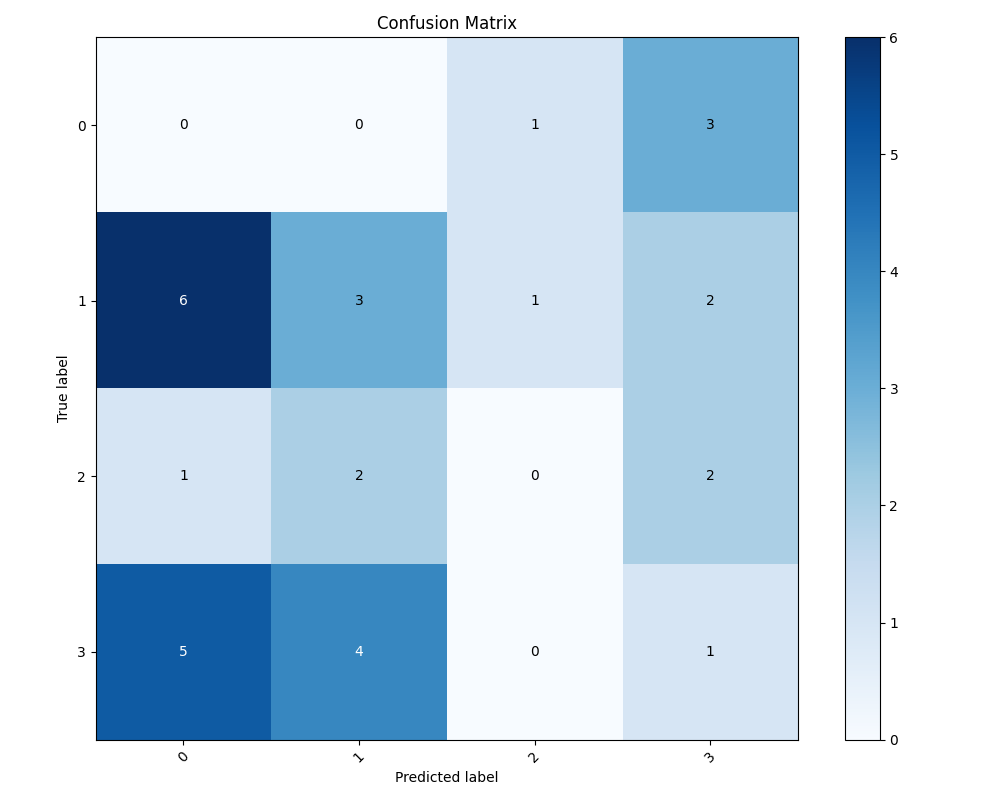 Confusion Matrix
0 0 0 1 3
1 6 3 1 2
2 1 2 0 2
3 5 4 0 1
0 1 2 3
True label
Predicted label
6
5
4
3
2
1
0